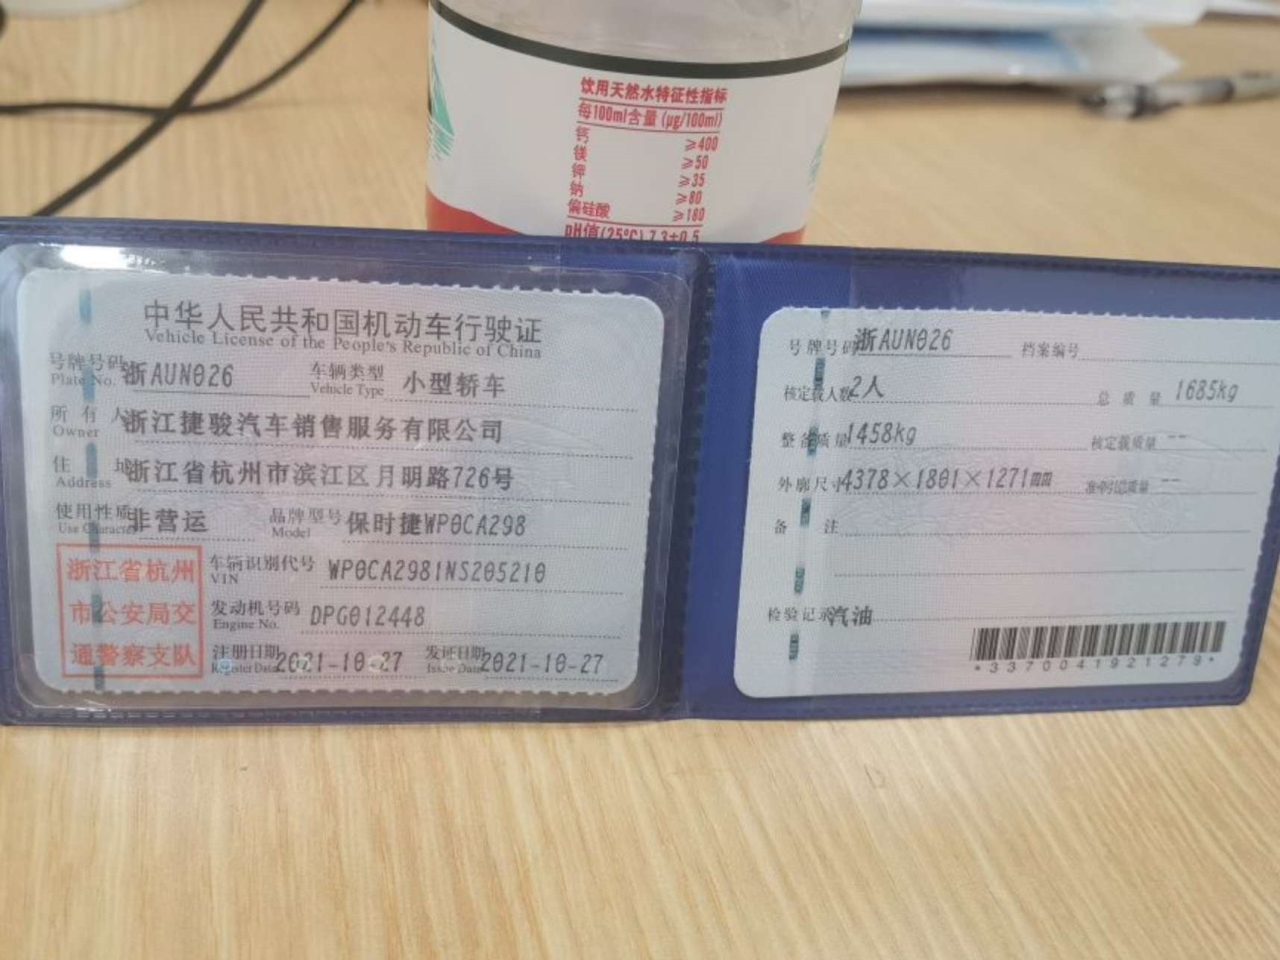 饮用天然水特征性指标
每100ml含量 (μg/100ml)
钙 ≥400
镁 ≥50
钾 ≥35
钠 ≥80
偏硅酸 ≥180
pH值(25°C) 7.3±0.5
中华人民共和国机动车行驶证
Vehicle License of the People's Republic of China
号牌号码 Plate No. 浙AUN026 车辆类型 Vehicle Type 小型轿车
所有人 Owner 浙江捷骏汽车销售服务有限公司
住址 Address 浙江省杭州市滨江区月明路726号
使用性质 Use Character 非营运 品牌型号 Model 保时捷WP0CA298
浙江省杭州
市公安局交
通警察支队
车辆识别代号 VIN WP0CA2981NS205210
发动机号码 Engine No. DPG012448
注册日期 Register Date 2021-10-27 发证日期 Issue Date 2021-10-27
号牌号码 浙AUN026 档案编号
核定载人数 2人 总质量 1685kg
整备质量 1458kg 核定载质量 --
外廓尺寸 4378×1801×1271mm 准牵引总质量 --
备注
检验记录 汽油
*3370041921279*